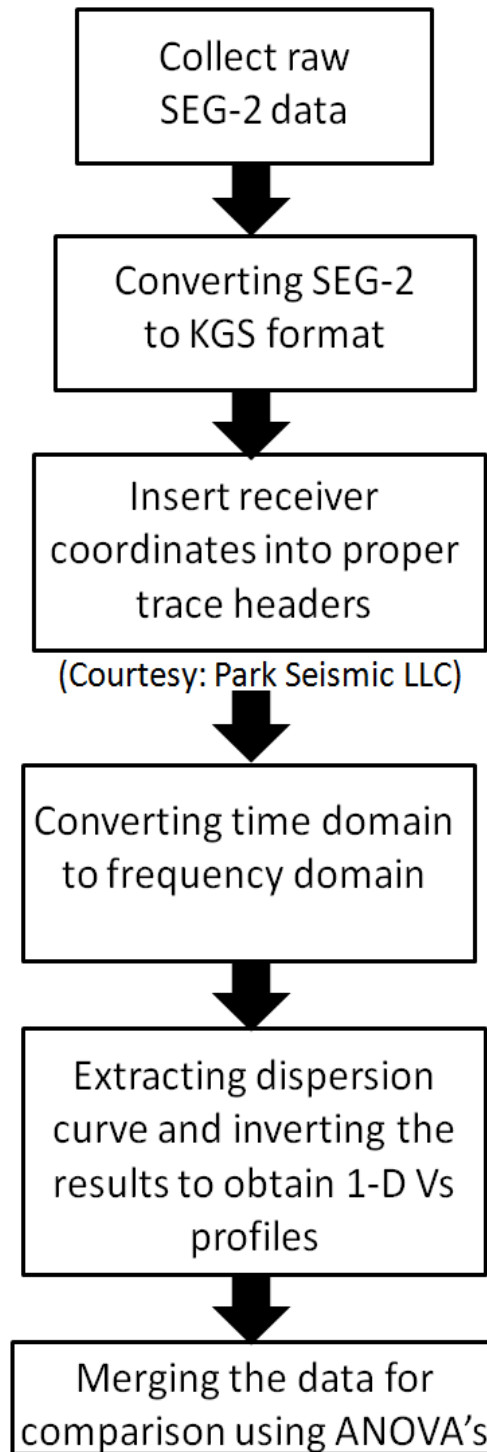 Collect raw
SEG-2 data
Converting SEG-2
to KGS format
Insert receiver
coordinates into proper
trace headers
(Courtesy: Park Seismic LLC)
Converting time domain
to frequency domain
Extracting dispersion
curve and inverting the
results to obtain 1-D Vs
profiles
Merging the data for
comparison using ANOVA's